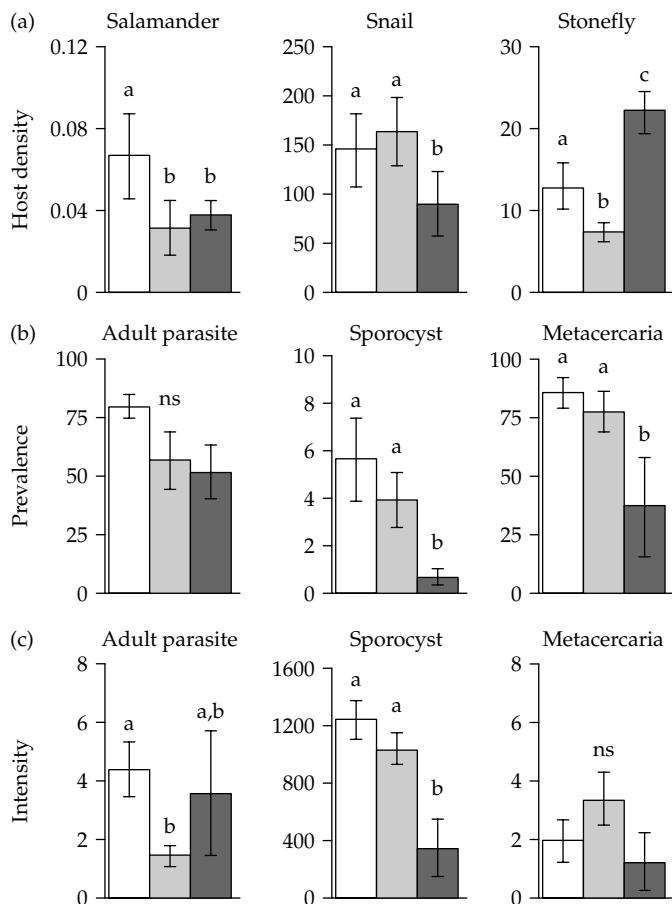 (a) Salamander Snail Stonefly
Host density
0.12 250 30
a a a c
0.08 200 20
b b 150 a
0.04 100 b 10 b
50
0 0 0
(b) Adult parasite Sporocyst Metacercaria
Prevalence
100 10 100
ns a a a
75 8 75
6 b
50 4 50
25 2 b 25
0 0 0
(c) Adult parasite Sporocyst Metacercaria
Intensity
8 1600 8
a a,b a a
6 1200 6
4 800 4 ns
b b
2 400 2
0 0 0